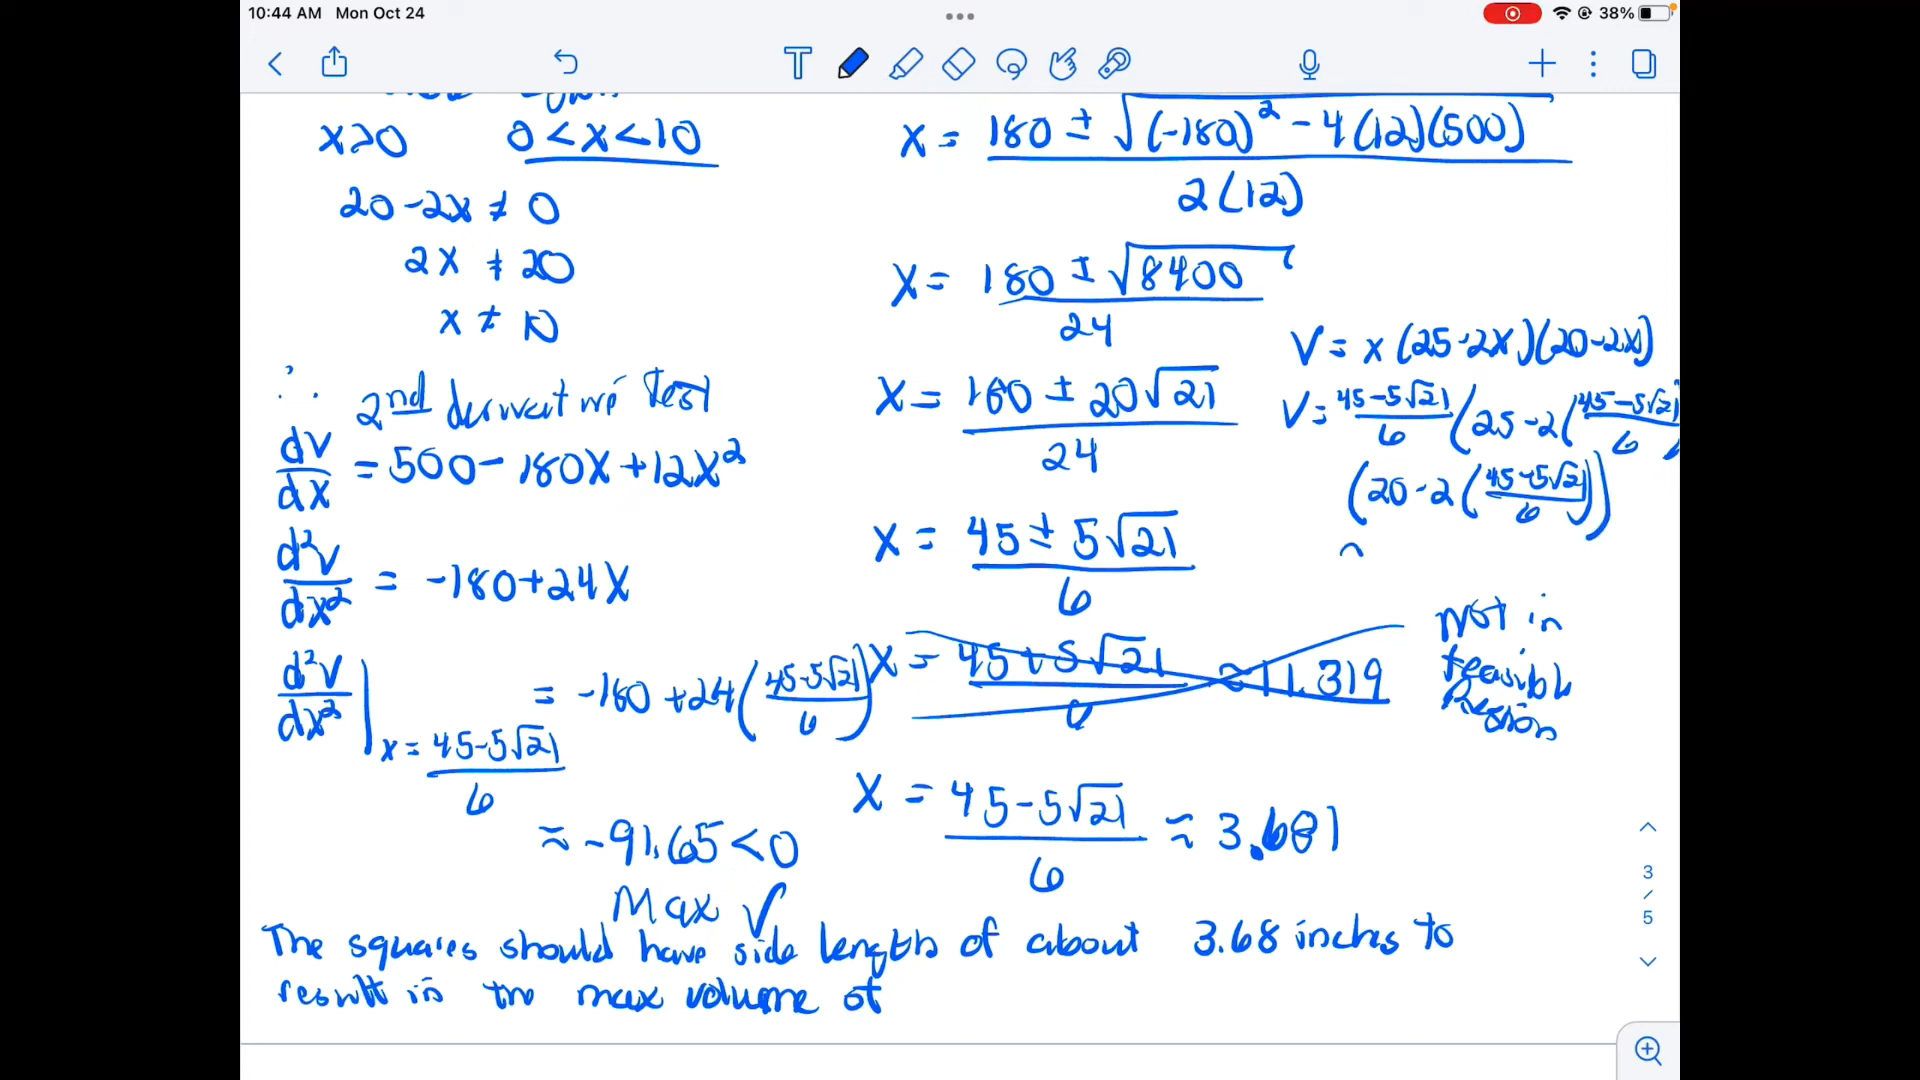 10:44 AM Mon Oct 24
38%
x>0 0<x<10
20-2x ≠ 0
2x ≠ 20
x ≠ 10
∴ 2nd derivative Test
dv/dx = 500-180x+12x²
d²v/dx² = -180+24x
d²v/dx² | x=(45-5√21)/6 = -180+24((45-5√21)/6)
≈ -91.65<0
Max ✓
x = (180 ± √((-180)²-4(12)(500)))/(2(12))
x = (180 ± √8400)/24
x = (180 ± 20√21)/24
x = (45 ± 5√21)/6
x = (45+5√21)/6 ≈ 11.319
Not in
feasible
Region
x = (45-5√21)/6 ≈ 3.681
V = x(25-2x)(20-2x)
V = (45-5√21)/6 (25-2((45-5√21)/6)
(20-2((45-5√21)/6))
The squares should have side lengths of about 3.68 inches to
result in the max volume of
3
/
5